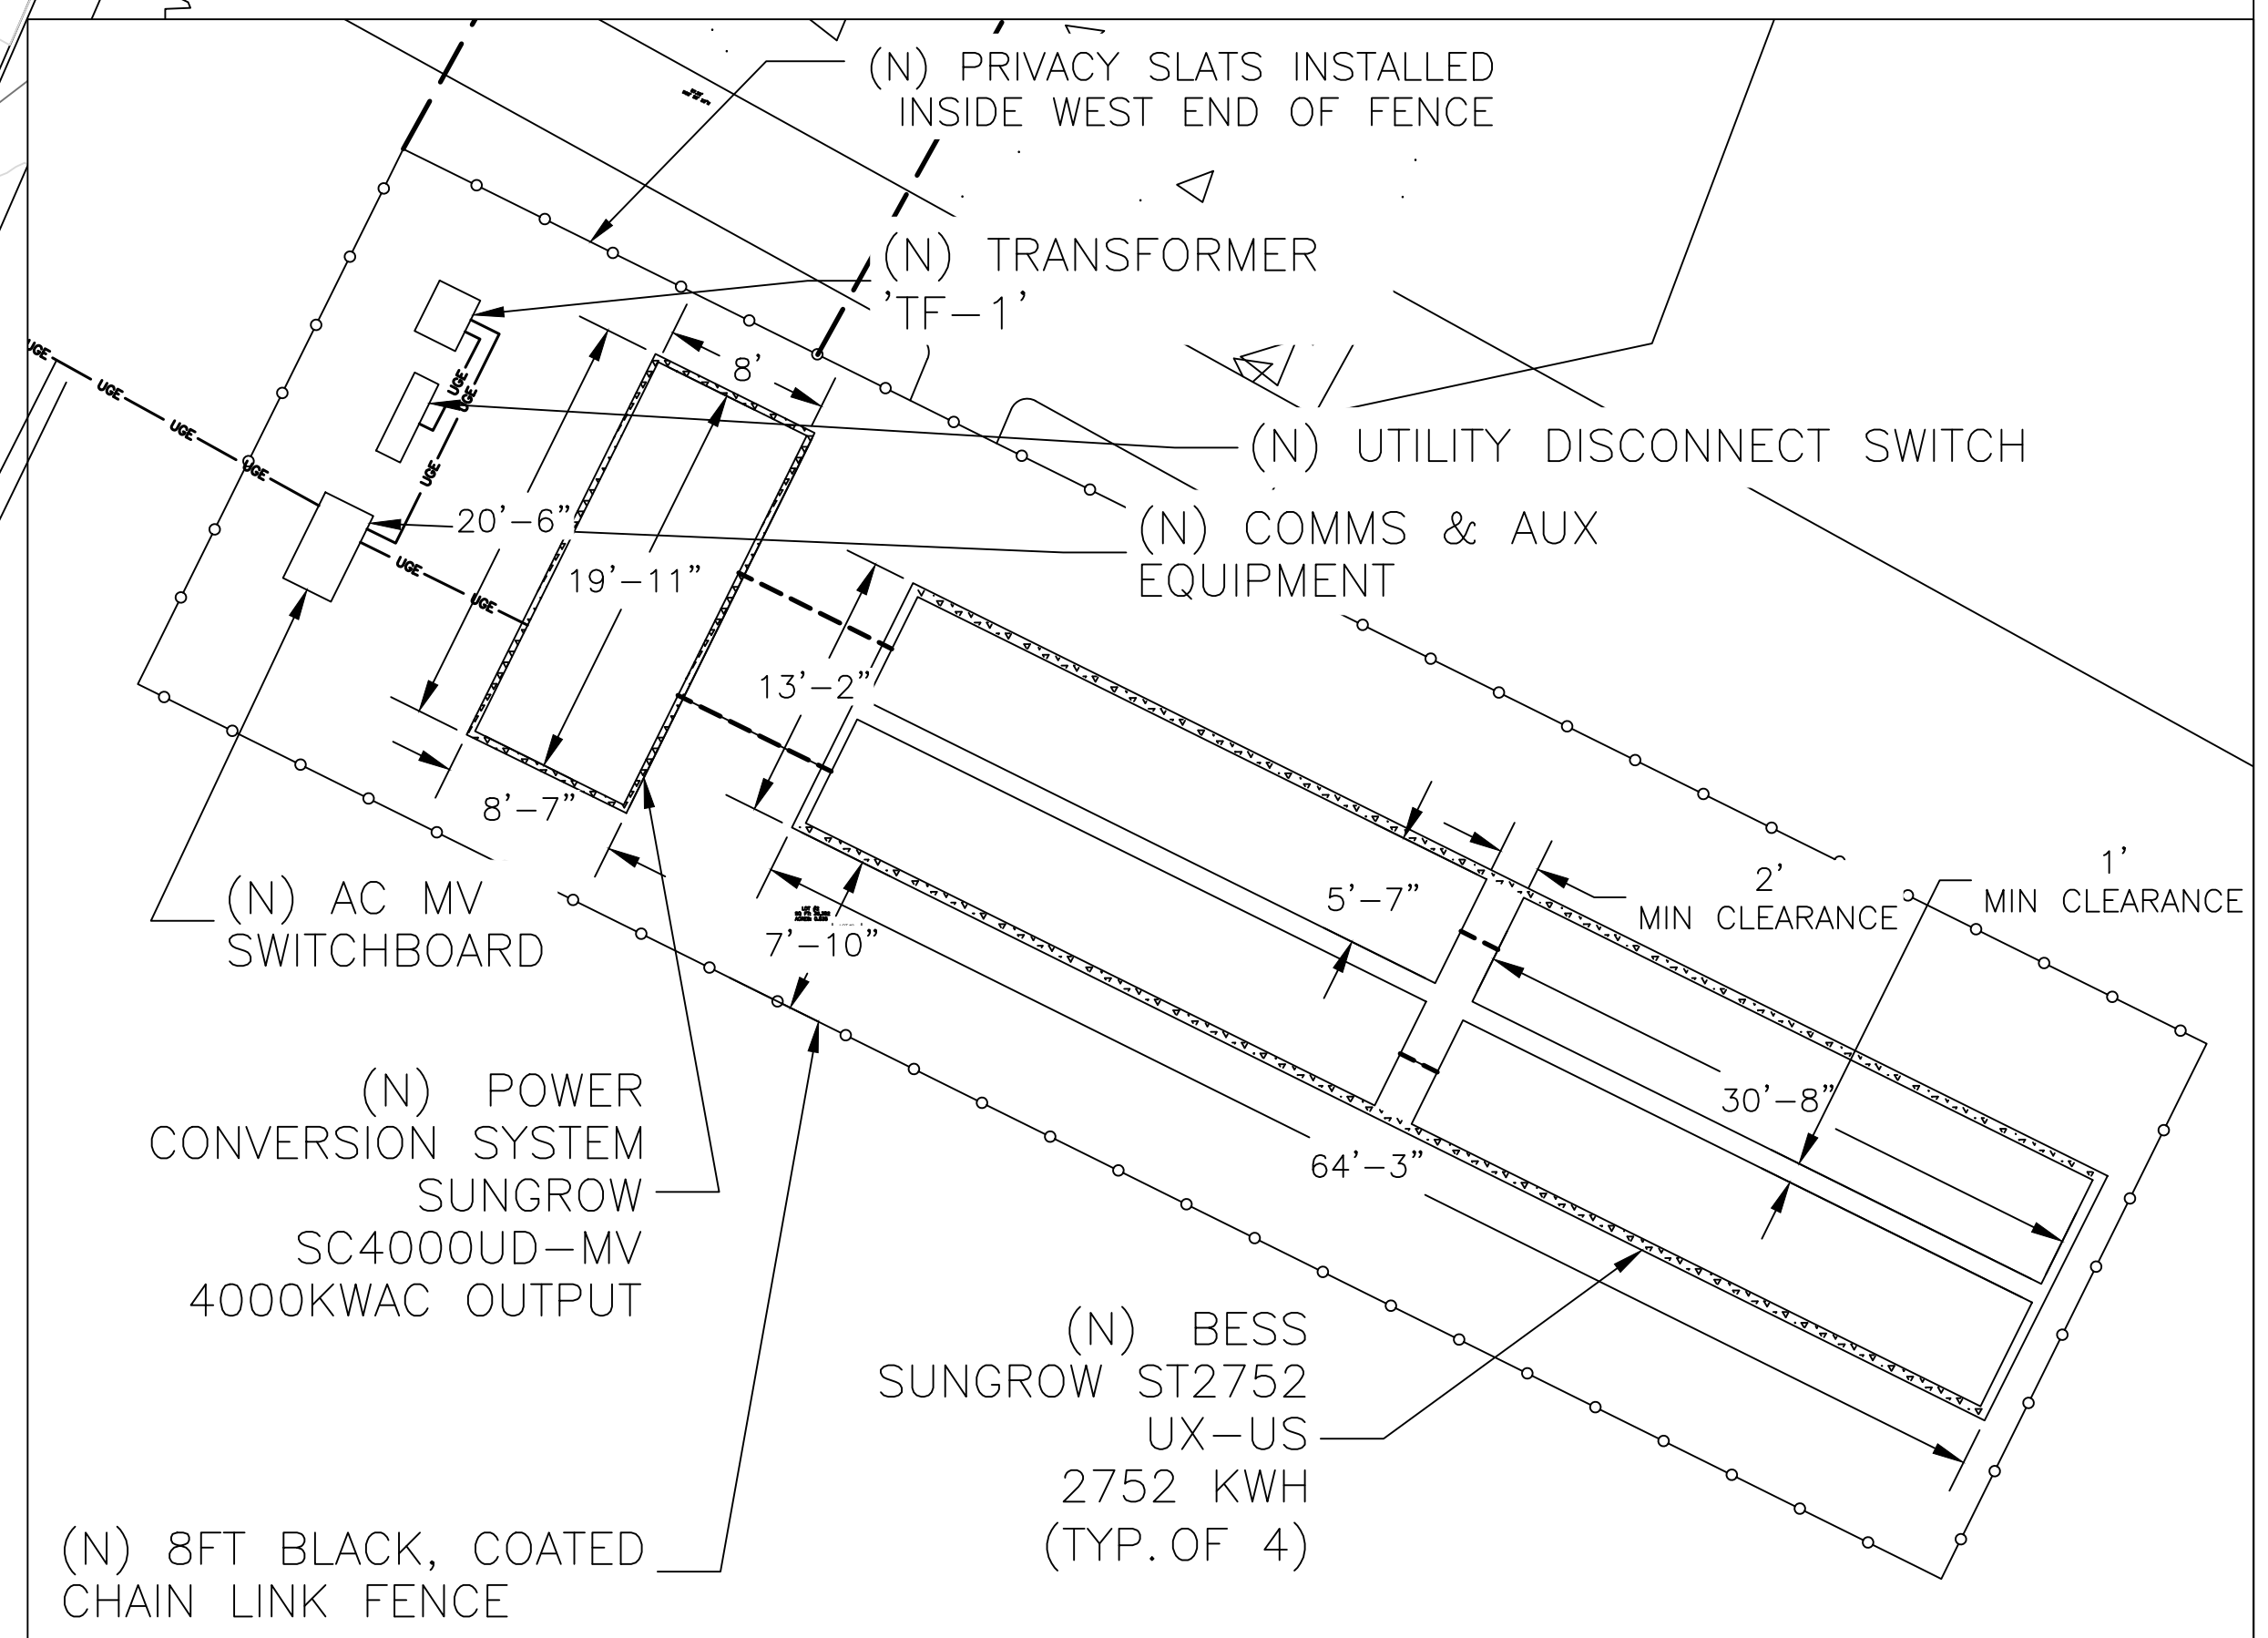 (N) PRIVACY SLATS INSTALLED
INSIDE WEST END OF FENCE
(N) TRANSFORMER
'TF-1'
8'
UGE
UGE
UGE
UGE
UGE
UGE
UGE
UGE
UGE
(N) UTILITY DISCONNECT SWITCH
20'-6"
(N) COMMS & AUX
EQUIPMENT
19'-11"
13'-2"
8'-7"
5'-7"
2'
MIN CLEARANCE
1'
MIN CLEARANCE
(N) AC MV
SWITCHBOARD
7'-10"
30'-8"
64'-3"
(N) POWER
CONVERSION SYSTEM
SUNGROW
SC4000UD-MV
4000KWAC OUTPUT
(N) BESS
SUNGROW ST2752
UX-US
2752 KWH
(TYP. OF 4)
(N) 8FT BLACK, COATED
CHAIN LINK FENCE